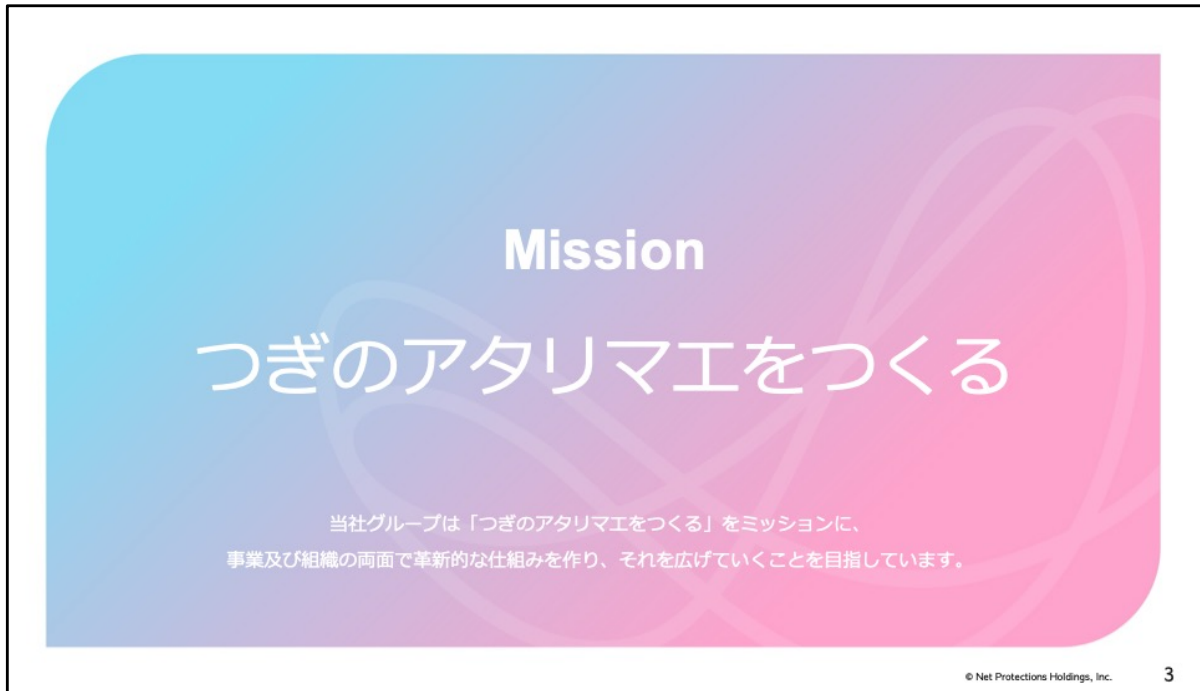 Mission
つぎのアタリマエをつくる
当社グループは「つぎのアタリマエをつくる」をミッションに、
事業及び組織の両面で革新的な仕組みを作り、それを広げていくことを目指しています。
© Net Protections Holdings, Inc. 3